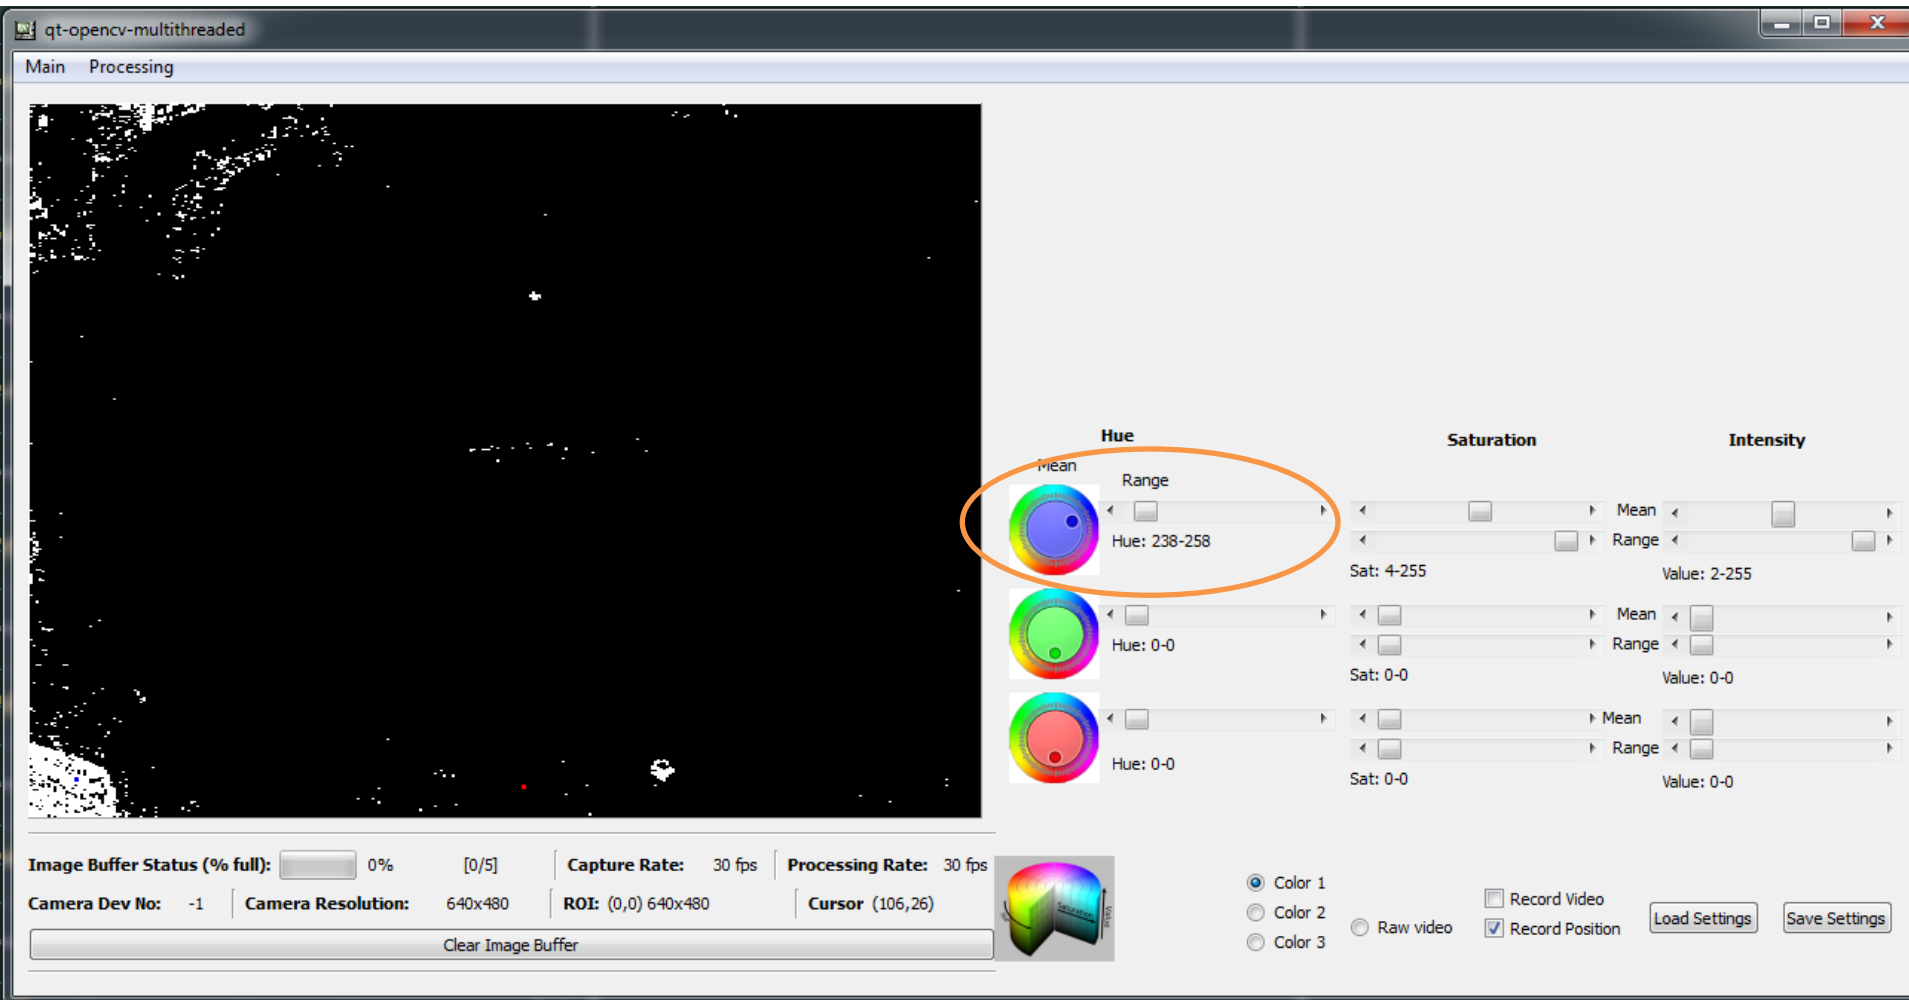 qt-opencv-multithreaded
Main Processing
Hue Saturation Intensity
Mean
Range
Mean
Hue: 238-258 Range
Sat: 4-255 Value: 2-255
Mean
Hue: 0-0 Range
Sat: 0-0 Value: 0-0
Mean
Hue: 0-0 Range
Sat: 0-0 Value: 0-0
Image Buffer Status (% full): 0% [0/5] Capture Rate: 30 fps Processing Rate: 30 fps
Camera Dev No: -1 Camera Resolution: 640x480 ROI: (0,0) 640x480 Cursor (106,26)
Clear Image Buffer
Saturation
Value
Color 1
Color 2
Color 3
Raw video
Record Video
Record Position
Load Settings
Save Settings